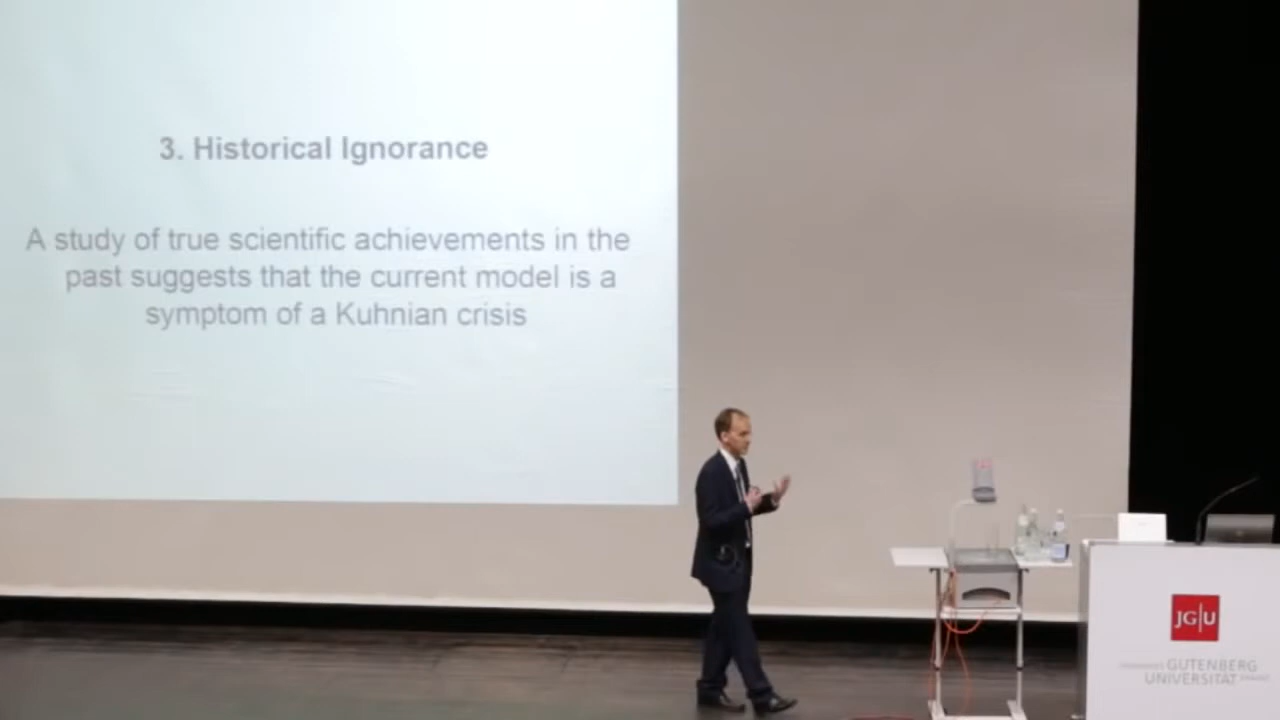 3. Historical Ignorance
A study of true scientific achievements in the
past suggests that the current model is a
symptom of a Kuhnian crisis
JG|U
GUTENBERG
UNIVERSITÄT